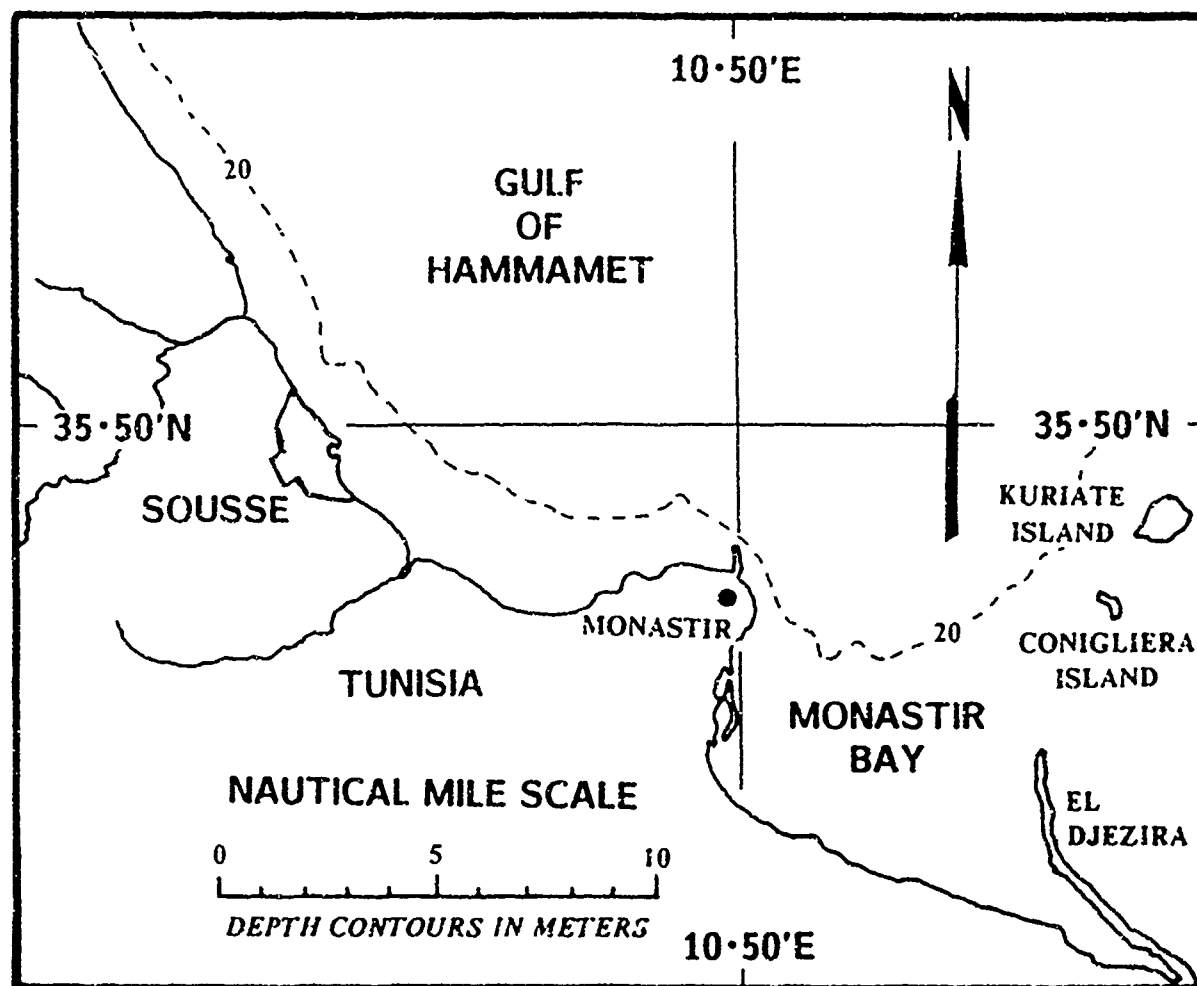 10·50'E
N
20
GULF
OF
HAMMAMET
35·50'N
35·50'N
KURIATE
ISLAND
SOUSSE
MONASTIR
20
CONIGLIERA
ISLAND
TUNISIA
MONASTIR
BAY
NAUTICAL MILE SCALE
EL
DJEZIRA
0 5 10
DEPTH CONTOURS IN METERS
10·50'E